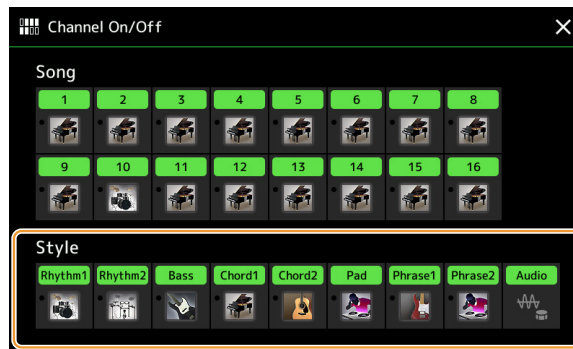 Channel On/Off
Song
1 2 3 4 5 6 7 8
9 10 11 12 13 14 15 16
Style
Rhythm1 Rhythm2 Bass Chord1 Chord2 Pad Phrase1 Phrase2 Audio